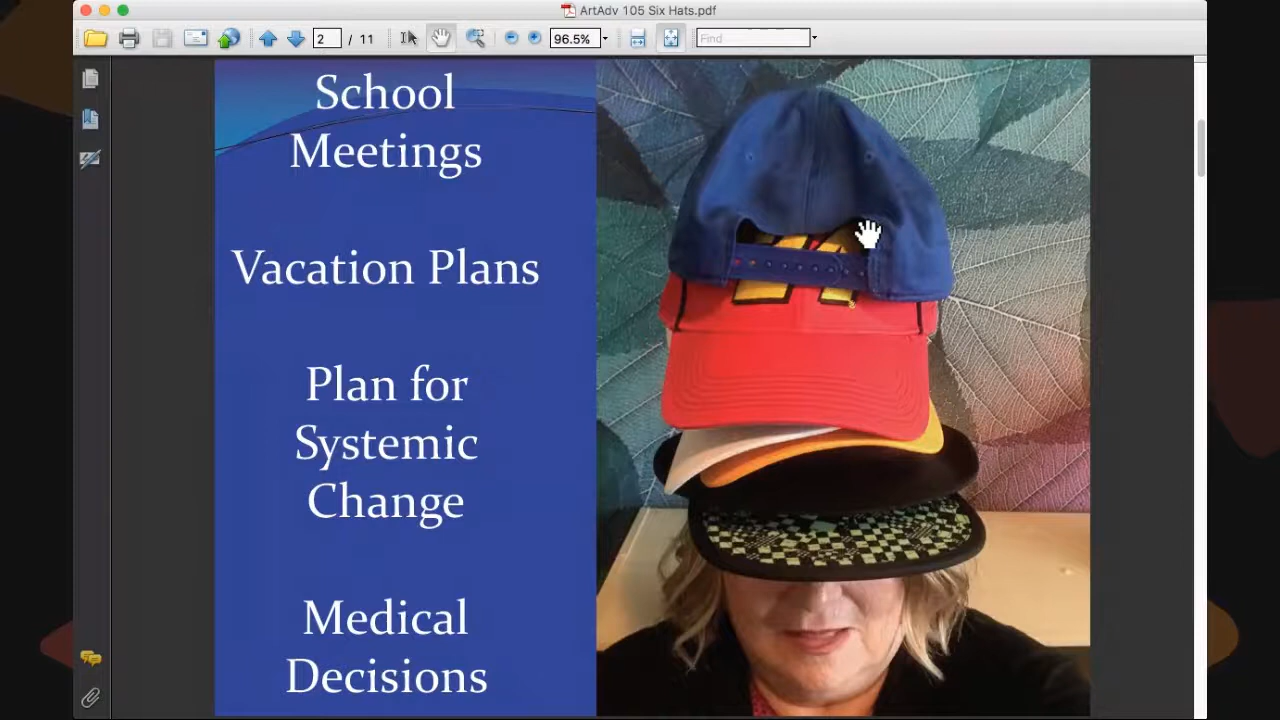 ArtAdv 105 Six Hats.pdf
2 / 11
96.5%
Find
School
Meetings
Vacation Plans
Plan for
Systemic
Change
Medical
Decisions